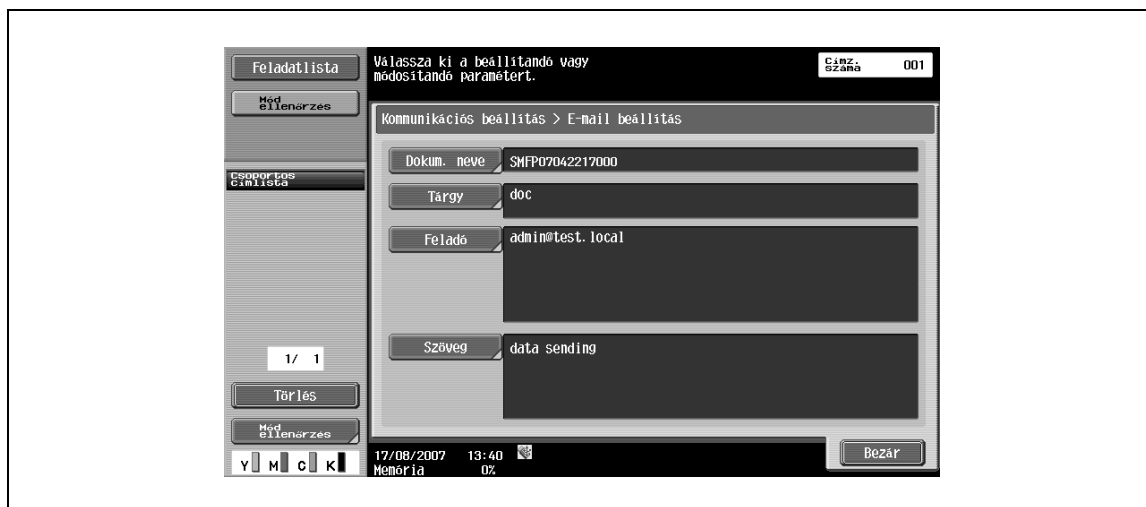 Feladatlista
Mód ellenőrzés
Csoportos címlista
1/ 1
Törlés
Mód ellenőrzés
Y M C K
Válassza ki a beállítandó vagy
módosítandó paramétert.
Címz. száma 001
Kommunikációs beállítás > E-mail beállítás
Dokum. neve SMFP07042217000
Tárgy doc
Feladó admin@test.local
Szöveg data sending
17/08/2007 13:40
Memória 0%
Bezár